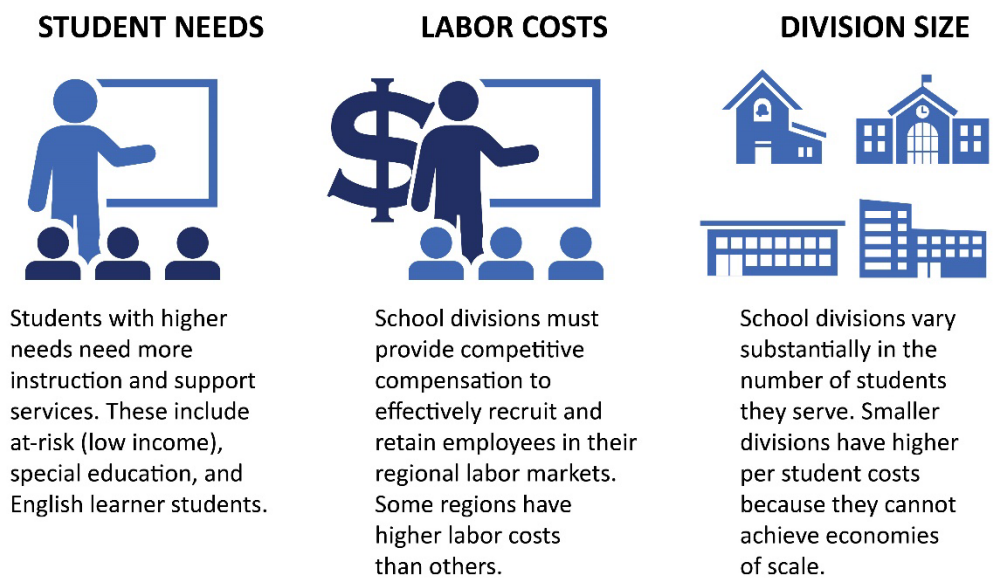 STUDENT NEEDS
Students with higher
needs need more
instruction and support
services. These include
at-risk (low income),
special education, and
English learner students.
LABOR COSTS
$
School divisions must
provide competitive
compensation to
effectively recruit and
retain employees in their
regional labor markets.
Some regions have
higher labor costs
than others.
DIVISION SIZE
School divisions vary
substantially in the
number of students
they serve. Smaller
divisions have higher
per student costs
because they cannot
achieve economies
of scale.